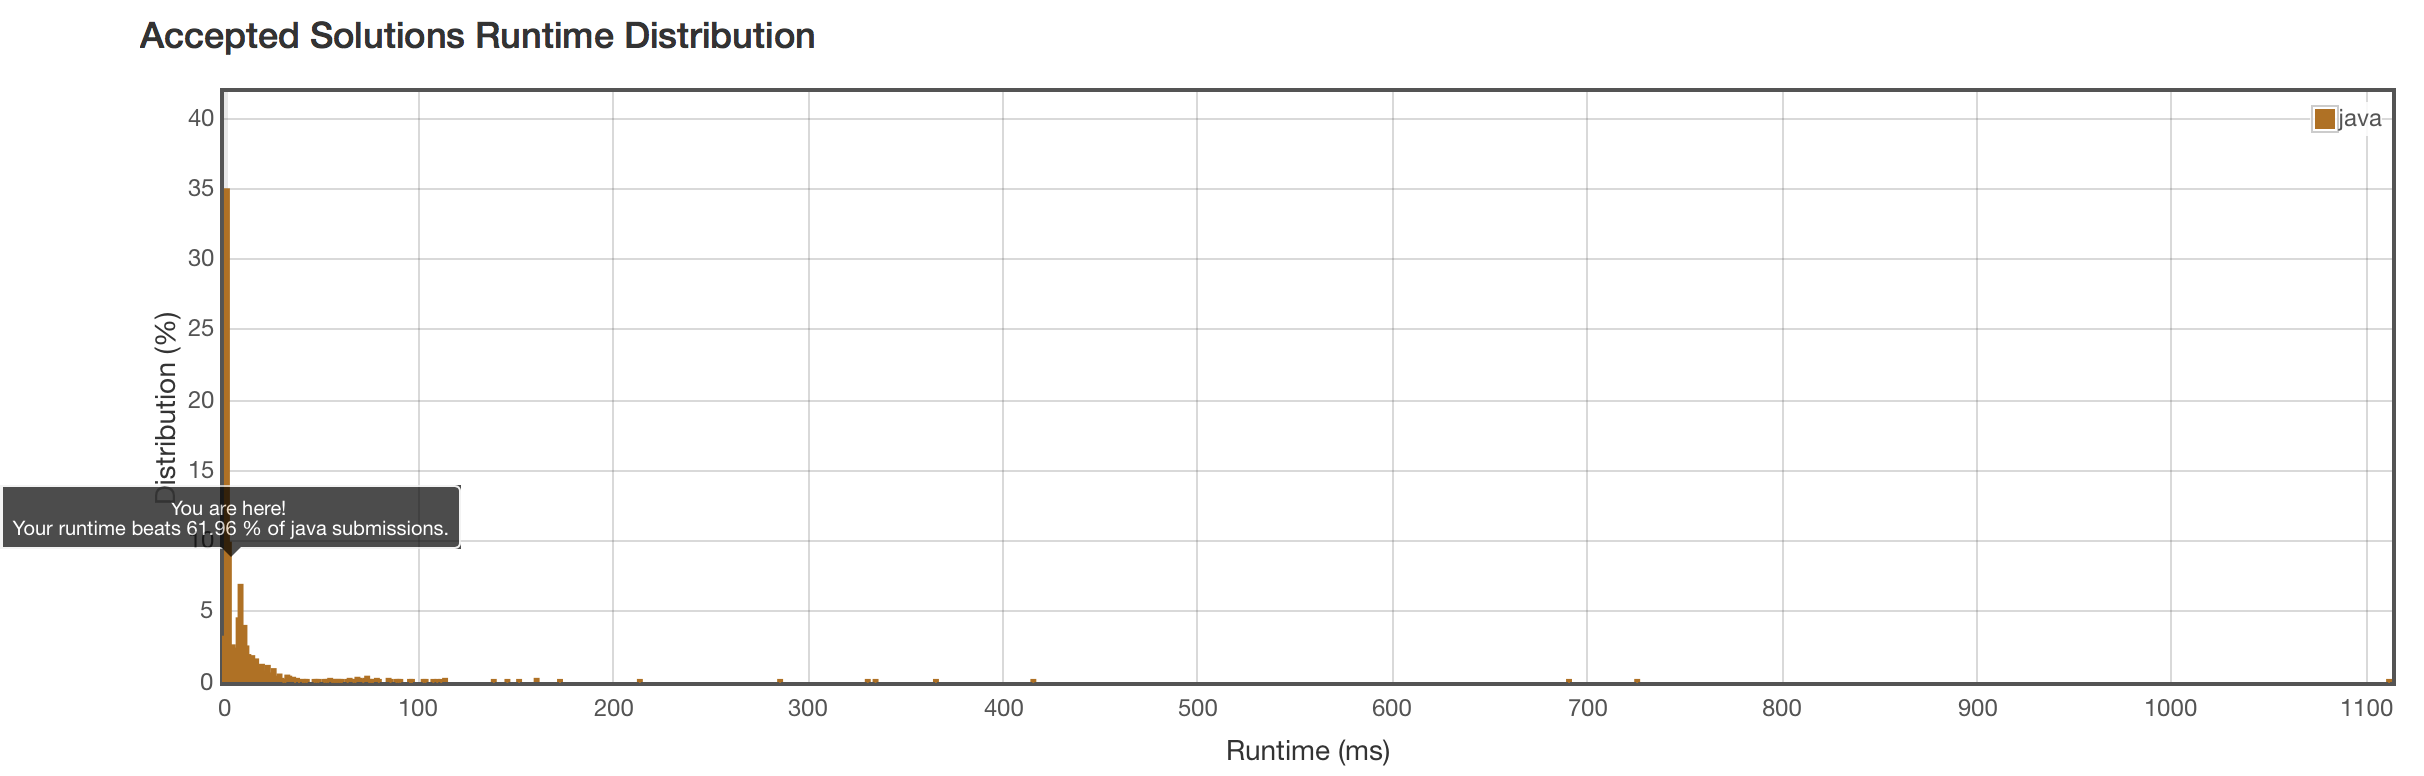 Accepted Solutions Runtime Distribution
40
java
35
30
25
20
15
10
5
0
Distribution (%)
You are here!
Your runtime beats 61.96 % of java submissions.
0 100 200 300 400 500 600 700 800 900 1000 1100
Runtime (ms)